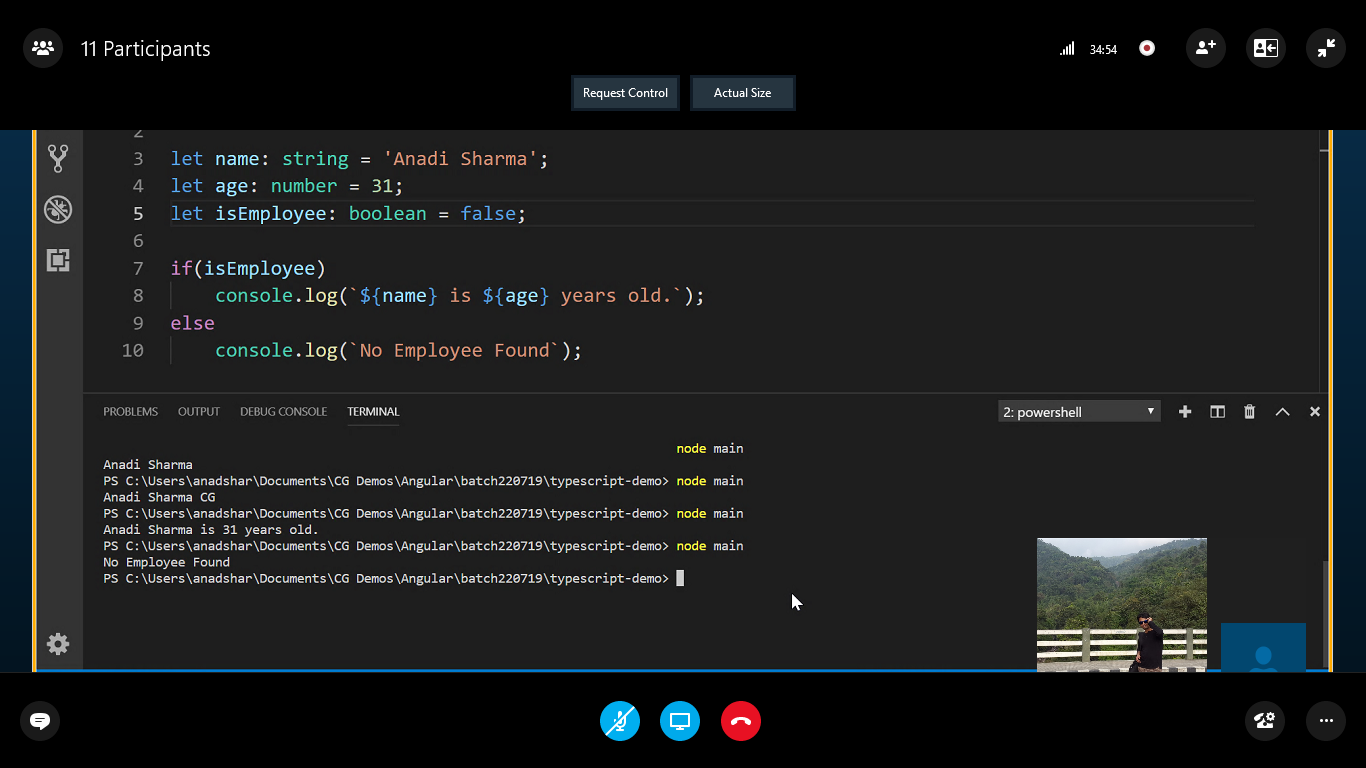 11 Participants
34:54
Request Control
Actual Size
2
3 let name: string = 'Anadi Sharma';
4 let age: number = 31;
5 let isEmployee: boolean = false;
6
7 if(isEmployee)
8 console.log(`${name} is ${age} years old.`);
9 else
10 console.log(`No Employee Found`);
PROBLEMS OUTPUT DEBUG CONSOLE TERMINAL 2: powershell
node main
Anadi Sharma
PS C:\Users\anadshar\Documents\CG Demos\Angular\batch220719\typescript-demo> node main
Anadi Sharma CG
PS C:\Users\anadshar\Documents\CG Demos\Angular\batch220719\typescript-demo> node main
Anadi Sharma is 31 years old.
PS C:\Users\anadshar\Documents\CG Demos\Angular\batch220719\typescript-demo> node main
No Employee Found
PS C:\Users\anadshar\Documents\CG Demos\Angular\batch220719\typescript-demo>